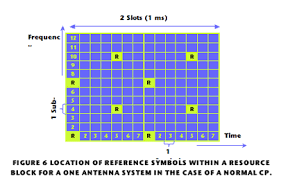 2 Slots (1 ms)
Frequenc
..
12
11
10
R
R
9
8
R
R
7
6
5
1 Sub-
4
R
R
3
2
R
2
3
4
5
6
7
R
2
3
4
5
6
7
Time
1
FIGURE 6 LOCATION OF REFERENCE SYMBOLS WITHIN A RESOURCE
BLOCK FOR A ONE ANTENNA SYSTEM IN THE CASE OF A NORMAL CP.